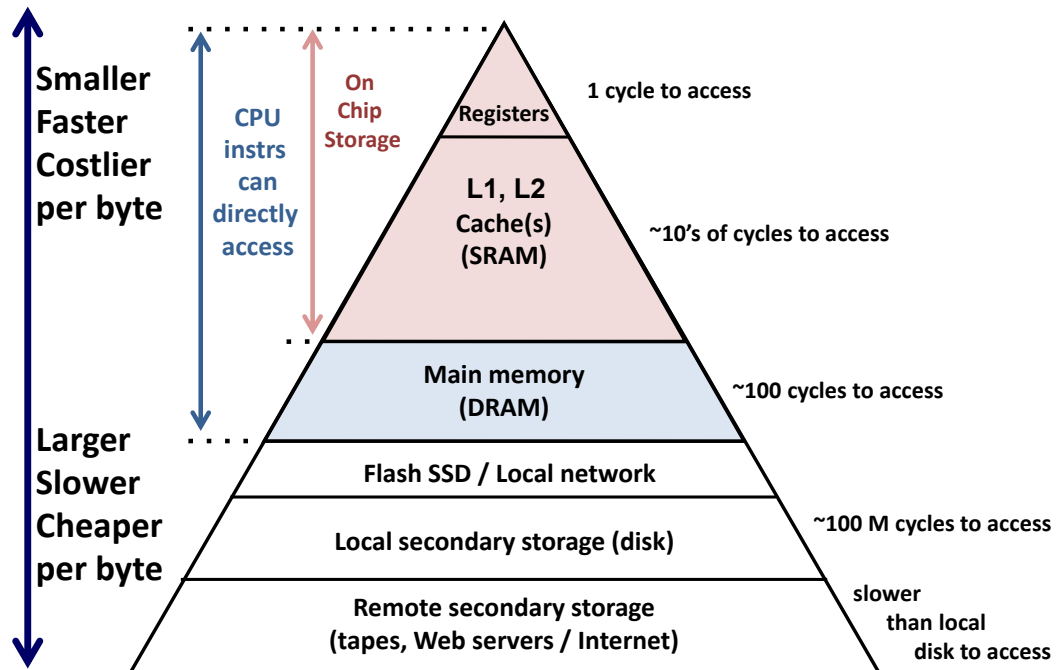 Smaller
Faster
Costlier
per byte
Larger
Slower
Cheaper
per byte
CPU
instrs
can
directly
access
On
Chip
Storage
Registers
1 cycle to access
L1, L2
Cache(s)
(SRAM)
~10’s of cycles to access
Main memory
(DRAM)
~100 cycles to access
Flash SSD / Local network
Local secondary storage (disk)
~100 M cycles to access
Remote secondary storage
(tapes, Web servers / Internet)
slower
than local
disk to access